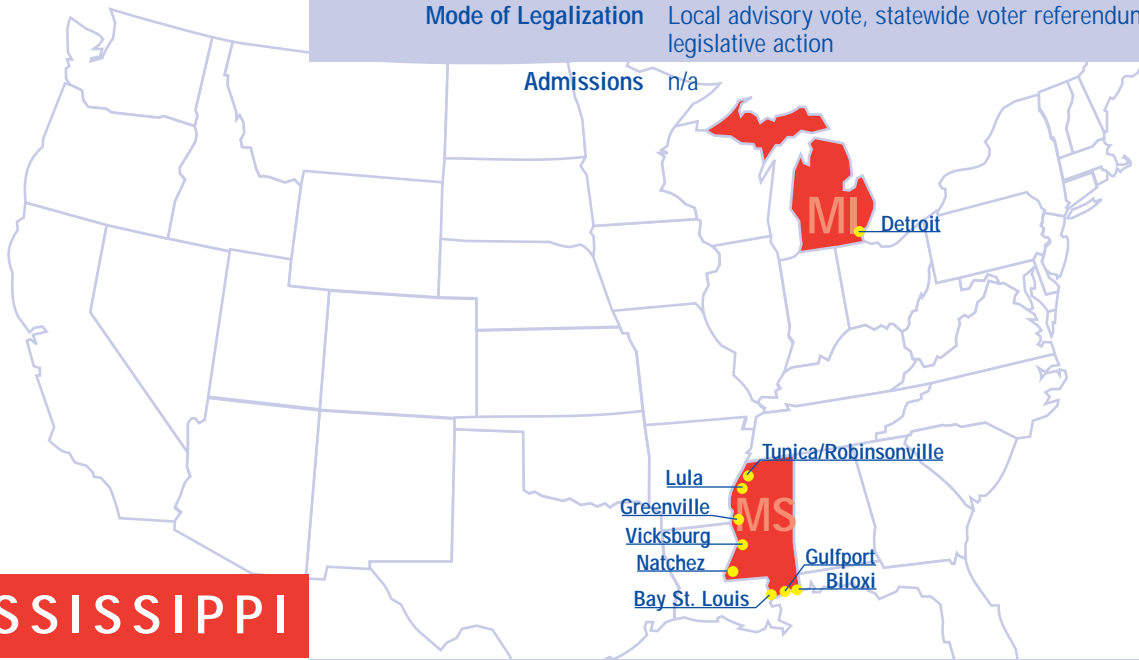 Mode of Legalization Local advisory vote, statewide voter
legislative action
Admissions n/a
MI
Detroit
Tunica/Robinsonville
Lula
Greenville
MS
Vicksburg
Natchez
Gulfport
Biloxi
Bay St. Louis
SSISSIPPI